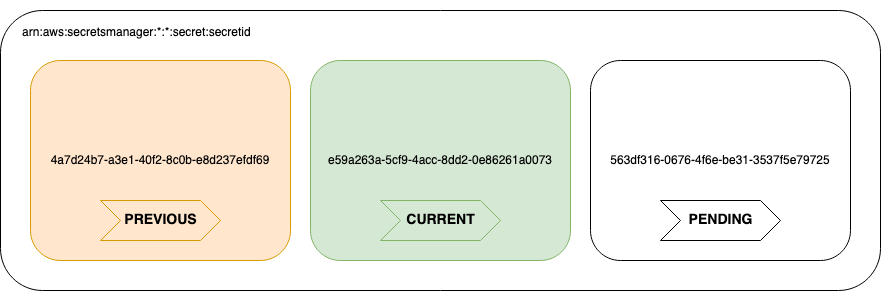 arn:aws:secretsmanager:*:*:secret:secretid
4a7d24b7-a3e1-40f2-8c0b-e8d237efdf69
e59a263a-5cf9-4acc-8dd2-0e86261a0073
563df316-0676-4f6e-be31-3537f5e79725
PREVIOUS
CURRENT
PENDING